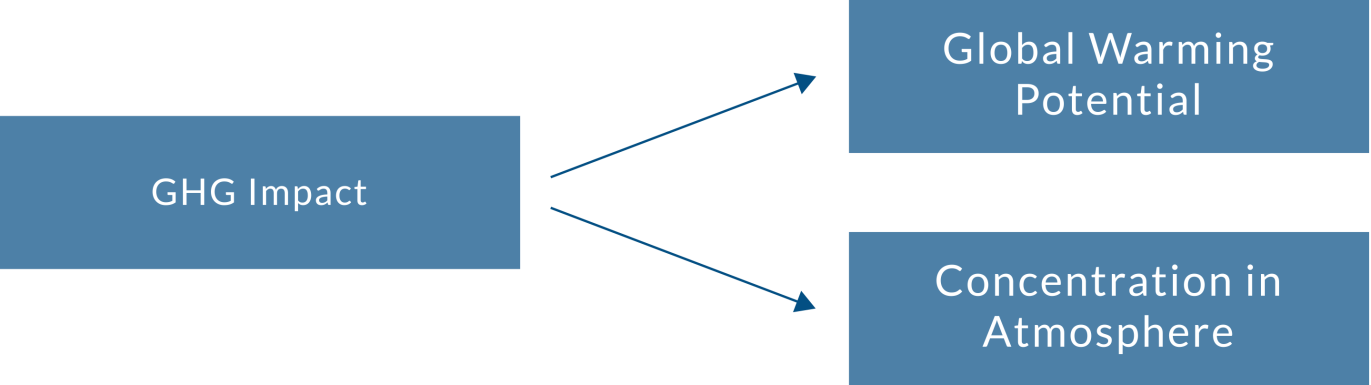 GHG Impact
Global Warming
Potential
Concentration in
Atmosphere